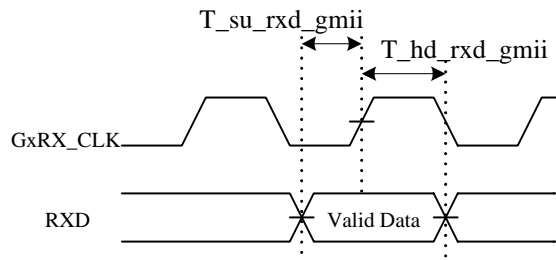 T_su_rxd_gmii
T_hd_rxd_gmii
GxRX_CLK
RXD
Valid Data